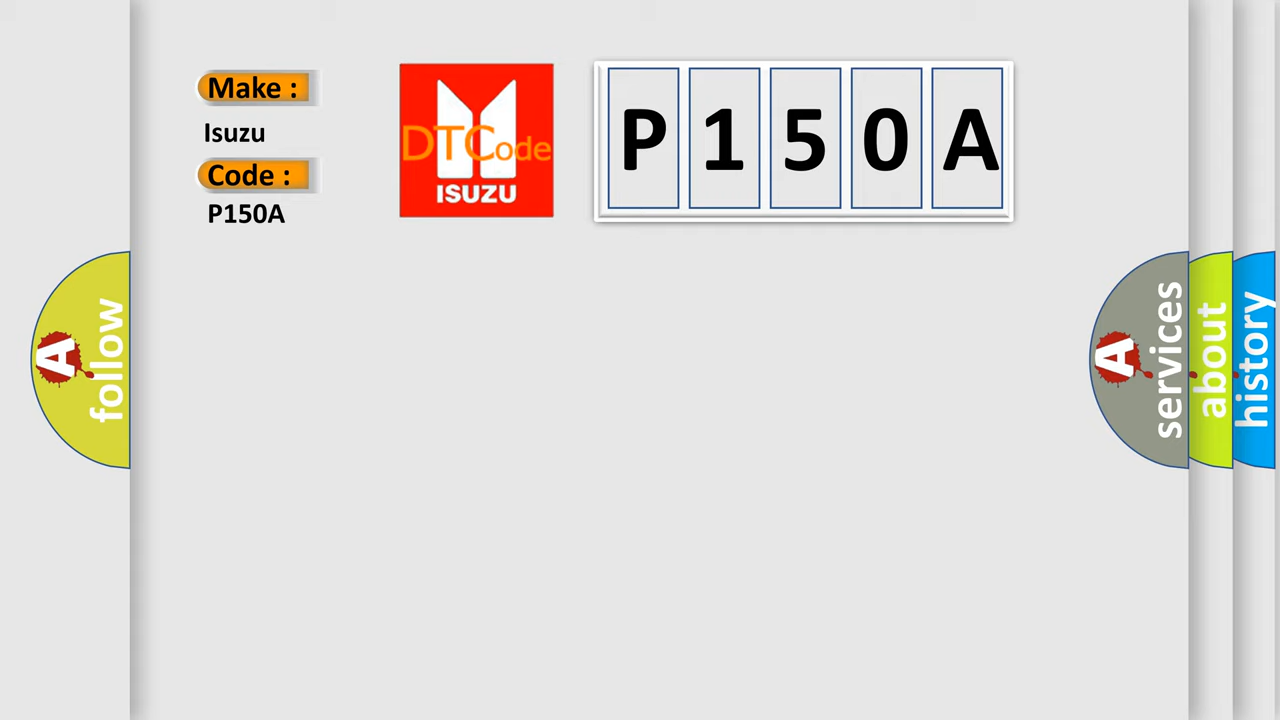 Make :
Isuzu
Code :
P150A
DTCode
ISUZU
P 1 5 0 A
A
follow
A
services
about
history